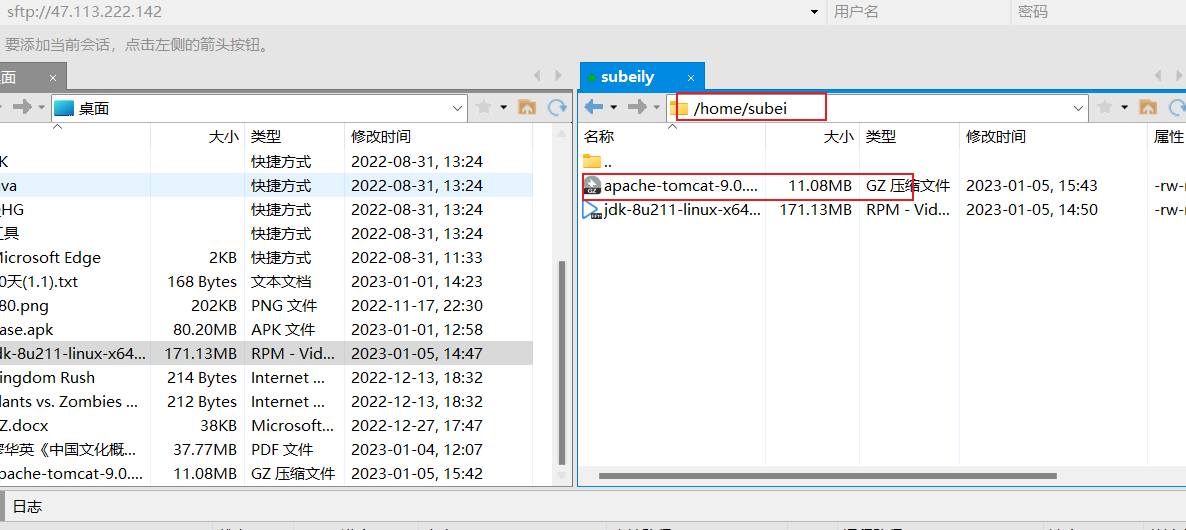 sftp://47.113.222.142 用户名 密码
要添加当前会话，点击左侧的箭头按钮。
面 × subeily ×
桌面 /home/subei
大小 类型 修改时间 名称 大小 类型 修改时间 属性
K 快捷方式 2022-08-31, 13:24 ..
va 快捷方式 2022-08-31, 13:24 apache-tomcat-9.0.... 11.08MB GZ 压缩文件 2023-01-05, 15:43 -rw-r
HG 快捷方式 2022-08-31, 13:24 jdk-8u211-linux-x64... 171.13MB RPM - Vid... 2023-01-05, 14:50 -rw-r
工具 快捷方式 2022-08-31, 13:24
Microsoft Edge 2KB 快捷方式 2022-08-31, 11:33
0天(1.1).txt 168 Bytes 文本文档 2023-01-01, 14:23
80.png 202KB PNG 文件 2022-11-17, 22:30
ase.apk 80.20MB APK 文件 2023-01-01, 12:58
dk-8u211-linux-x64... 171.13MB RPM - Vid... 2023-01-05, 14:47
ingdom Rush 214 Bytes Internet ... 2022-12-13, 18:32
lants vs. Zombies ... 212 Bytes Internet ... 2022-12-13, 18:32
Z.docx 38KB Microsoft... 2022-12-27, 17:47
廖华英《中国文化概... 37.77MB PDF 文件 2023-01-04, 12:07
pache-tomcat-9.0.... 11.08MB GZ 压缩文件 2023-01-05, 15:42
日志